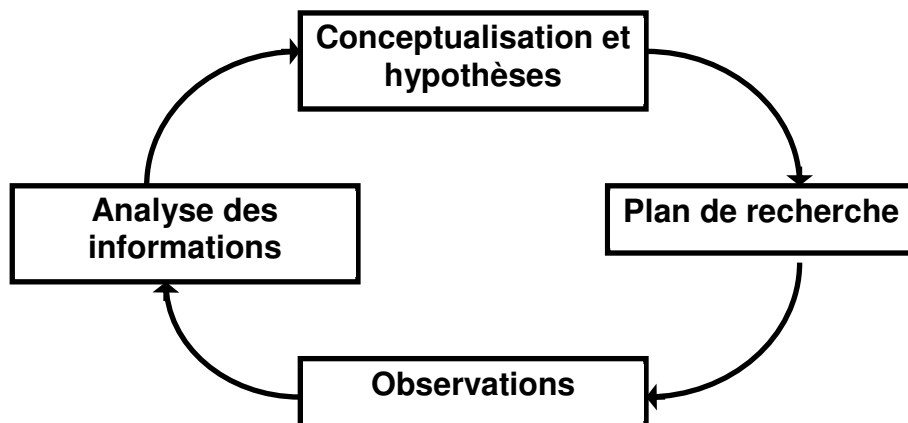 Conceptualisation et
hypothèses
Analyse des
informations
Plan de recherche
Observations